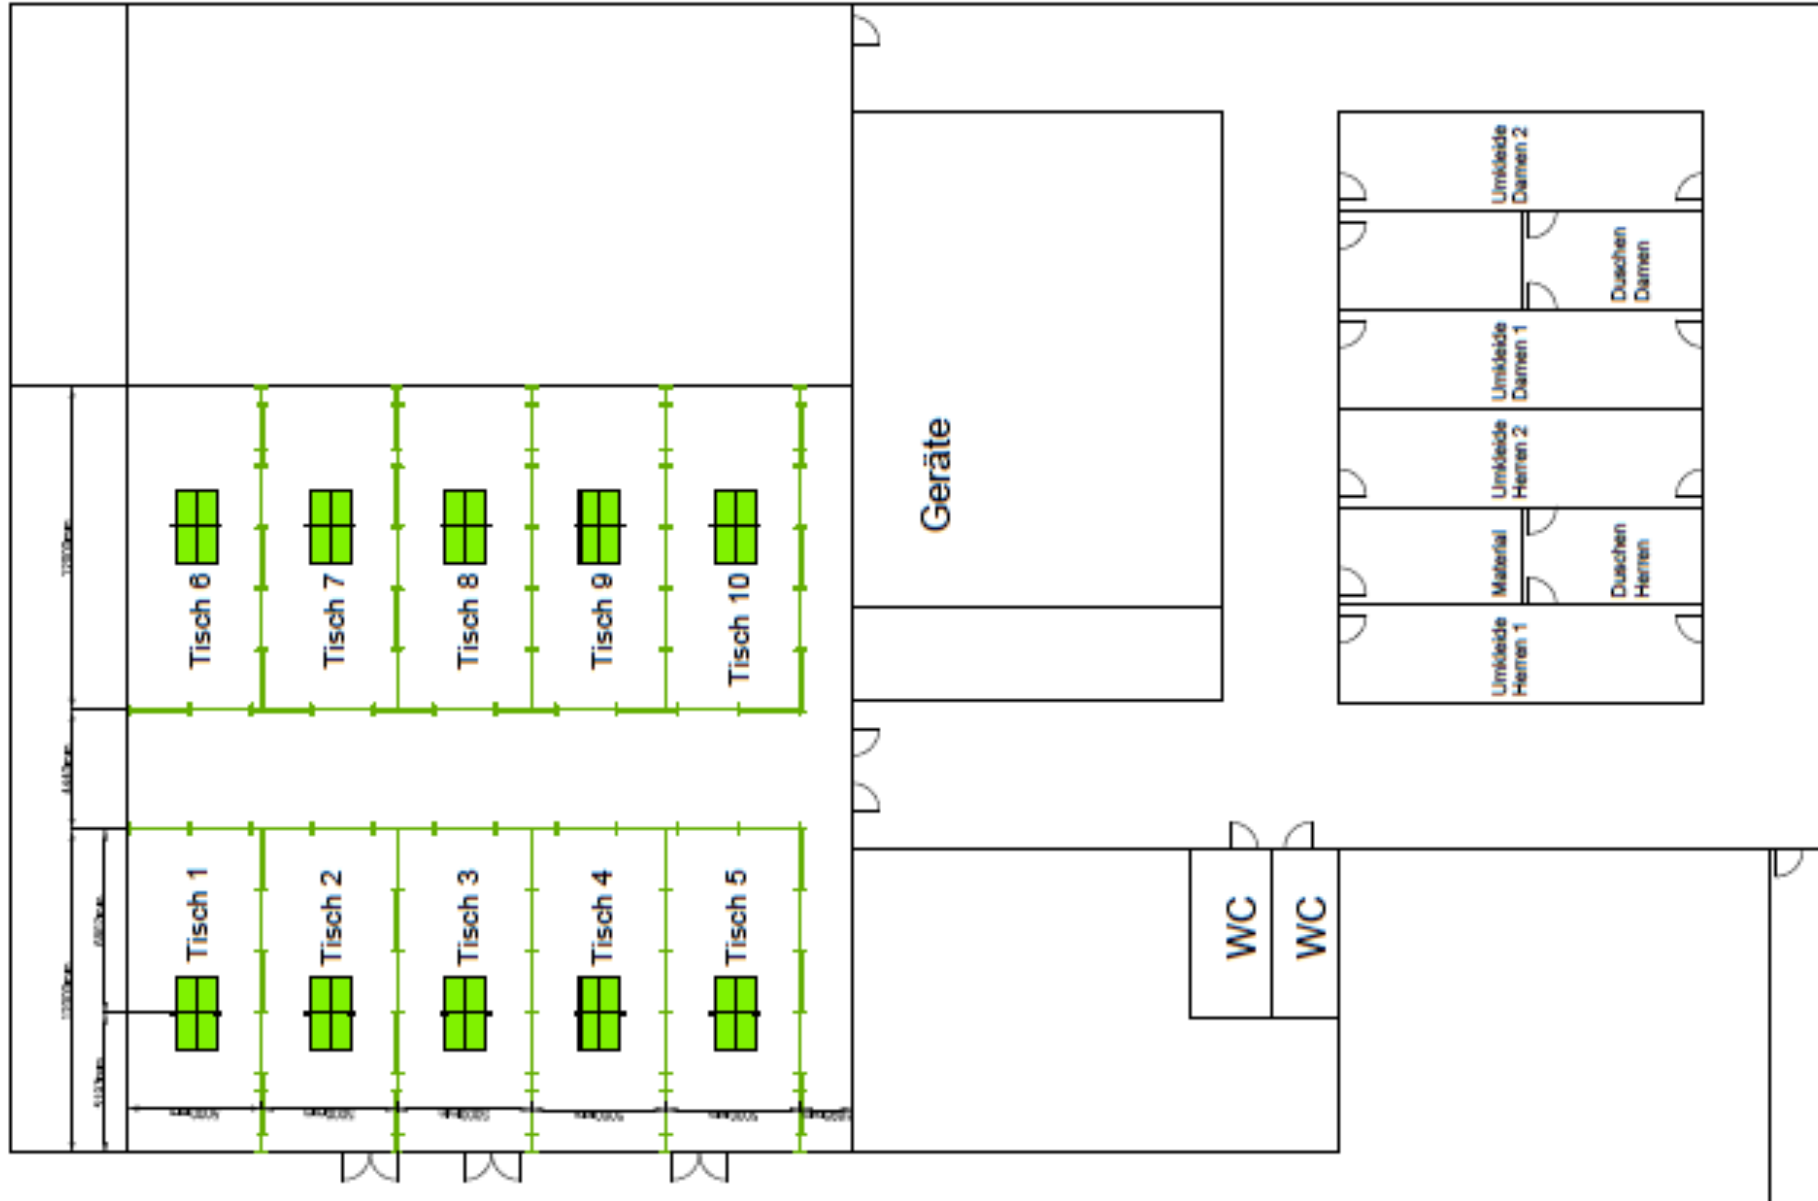 Tisch 6
Tisch 7
Tisch 8
Tisch 9
Tisch 10
Tisch 1
Tisch 2
Tisch 3
Tisch 4
Tisch 5
Geräte
Umkleide
Damen 2
Duschen
Damen
Umkleide
Damen 1
Umkleide
Herren 2
Material
Duschen
Herren
Umkleide
Herren 1
WC
WC